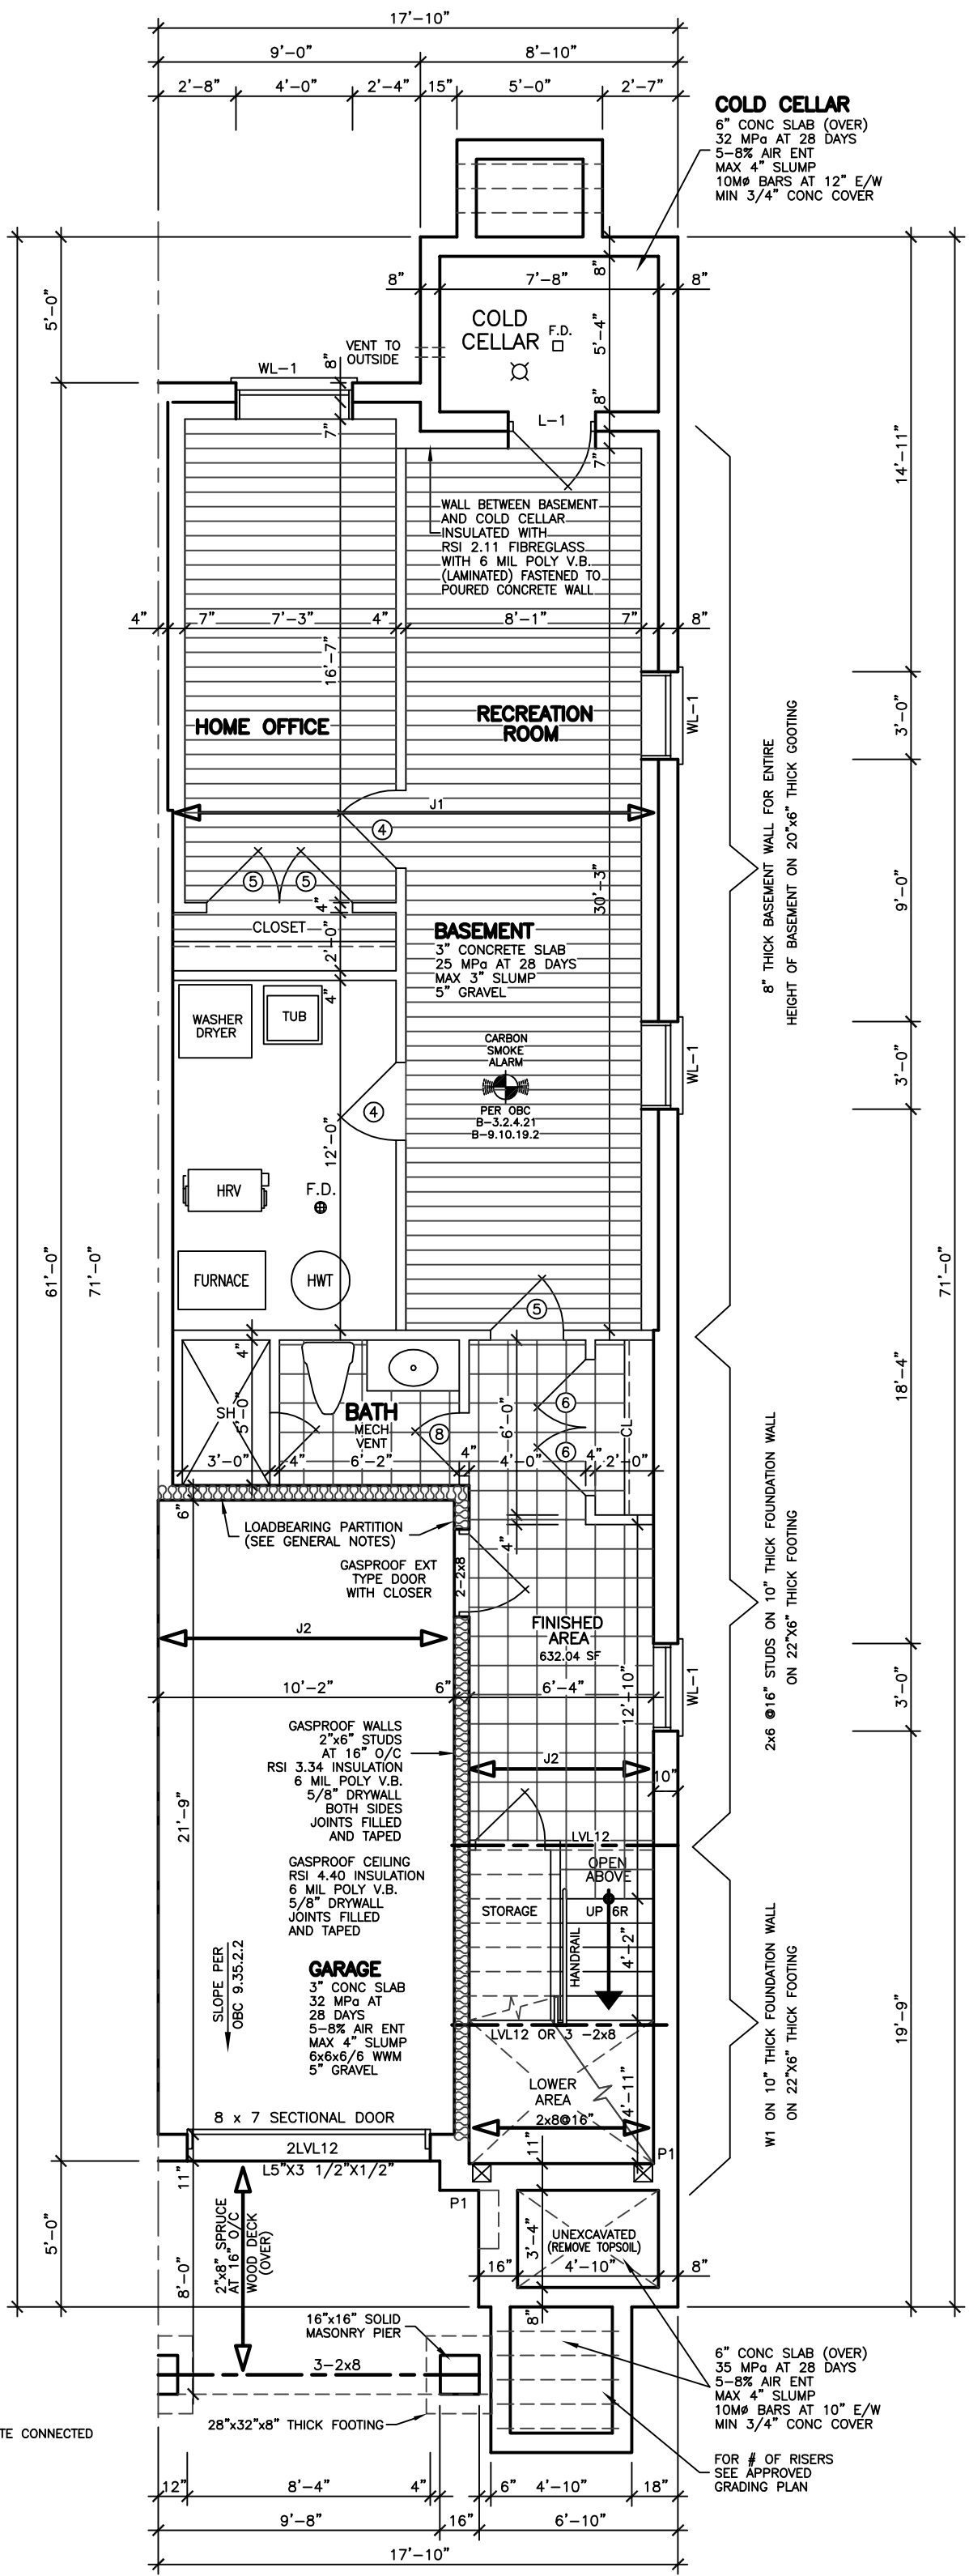 17'-10"
9'-0"
8'-10"
2'-8"
4'-0"
2'-4"
15"
5'-0"
2'-7"
COLD CELLAR
6" CONC SLAB (OVER)
32 MPa AT 28 DAYS
5-8% AIR ENT
MAX 4" SLUMP
10MØ BARS AT 12" E/W
MIN 3/4" CONC COVER
5'-0"
8"
8"
7'-8"
8"
COLD
CELLAR
F.D.
5'-4"
VENT TO
OUTSIDE
WL-1
8"
8"
7"
L-1
7"
14'-11"
WALL BETWEEN BASEMENT
AND COLD CELLAR
INSULATED WITH
RSI 2.11 FIBREGLASS
WITH 6 MIL POLY V.B.
(LAMINATED) FASTENED TO
POURED CONCRETE WALL
4"
7"
7'-3"
4"
8'-1"
7"
8"
16'-7"
HOME OFFICE
RECREATION
ROOM
WL-1
3'-0"
8" THICK BASEMENT WALL FOR ENTIRE
HEIGHT OF BASEMENT ON 20"x6" THICK GOOTING
J1
4
5
5
30'-3"
9'-0"
4"
CLOSET
2'-0"
4"
BASEMENT
3" CONCRETE SLAB
25 MPa AT 28 DAYS
MAX 3" SLUMP
5" GRAVEL
WASHER
DRYER
TUB
CARBON
SMOKE
ALARM
PER OBC
B-3.2.4.21
B-9.10.19.2
WL-1
3'-0"
4
12'-0"
HRV
F.D.
61'-0"
71'-0"
71'-0"
FURNACE
HWT
5
4"
SH
5'-0"
BATH
MECH
VENT
8
6'-0"
6
6
CL
18'-4"
3'-0"
4"
6'-2"
4"
4'-0"
4"
2'-0"
6"
LOADBEARING PARTITION
(SEE GENERAL NOTES)
4"
GASPROOF EXT
TYPE DOOR
WITH CLOSER
2-2x8
2x6 @16" STUDS ON 10" THICK FOUNDATION WALL
ON 22"X6" THICK FOOTING
J2
FINISHED
AREA
632.04 SF
WL-1
3'-0"
10'-2"
6"
6'-4"
12'-10"
GASPROOF WALLS
2"x6" STUDS
AT 16" O/C
RSI 3.34 INSULATION
6 MIL POLY V.B.
5/8" DRYWALL
BOTH SIDES
JOINTS FILLED
AND TAPED
J2
10"
21'-9"
LVL12
GASPROOF CEILING
RSI 4.40 INSULATION
6 MIL POLY V.B.
5/8" DRYWALL
JOINTS FILLED
AND TAPED
OPEN
ABOVE
STORAGE
UP 6R
HANDRAIL
4'-2"
SLOPE PER
OBC 9.35.2.2
GARAGE
3" CONC SLAB
32 MPa AT
28 DAYS
5-8% AIR ENT
MAX 4" SLUMP
6x6x6/6 WWM
5" GRAVEL
LVL12 OR 3 -2x8
W1 ON 10" THICK FOUNDATION WALL
ON 22"X6" THICK FOOTING
19'-9"
LOWER
AREA
4'-11"
2x8@16"
8 x 7 SECTIONAL DOOR
2LVL12
L5"X3 1/2"X1/2"
11"
11"
P1
P1
5'-0"
8'-0"
2"x8" SPRUCE
AT 16" O/C
WOOD DECK
(OVER)
UNEXCAVATED
(REMOVE TOPSOIL)
3'-4"
16"
4'-10"
8"
8"
16"x16" SOLID
MASONRY PIER
3-2x8
6" CONC SLAB (OVER)
35 MPa AT 28 DAYS
5-8% AIR ENT
MAX 4" SLUMP
10MØ BARS AT 10" E/W
MIN 3/4" CONC COVER
28"x32"x8" THICK FOOTING
TE CONNECTED
FOR # OF RISERS
SEE APPROVED
GRADING PLAN
12"
8'-4"
4"
6"
4'-10"
18"
9'-8"
16"
6'-10"
17'-10"